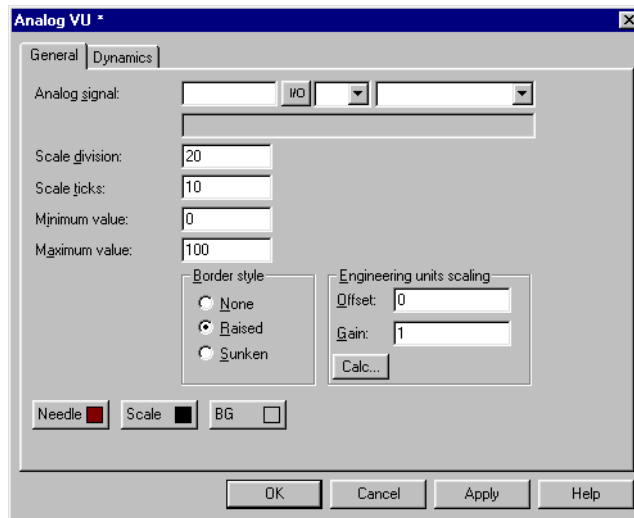 Analog VU *
General Dynamics
Analog signal: I/O
Scale division: 20
Scale ticks: 10
Minimum value: 0
Maximum value: 100
Border style
None
Raised
Sunken
Engineering units scaling
Offset: 0
Gain: 1
Calc...
Needle Scale BG
OK Cancel Apply Help